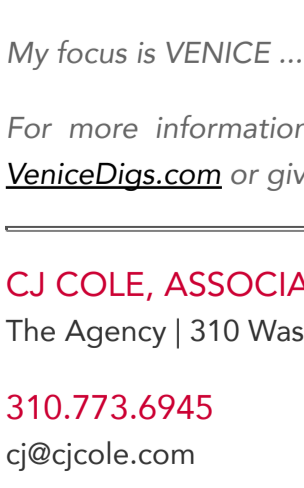 My focus is VENICE ...
For more information
VeniceDigs.com or giv
CJ COLE, ASSOCIA
The Agency | 310 Was
310.773.6945
cj@cjcole.com